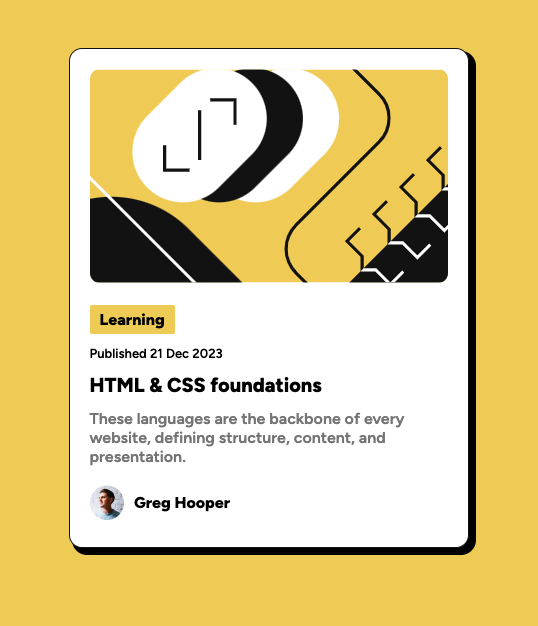 Learning
Published 21 Dec 2023
HTML & CSS foundations
These languages are the backbone of every
website, defining structure, content, and
presentation.
Greg Hooper